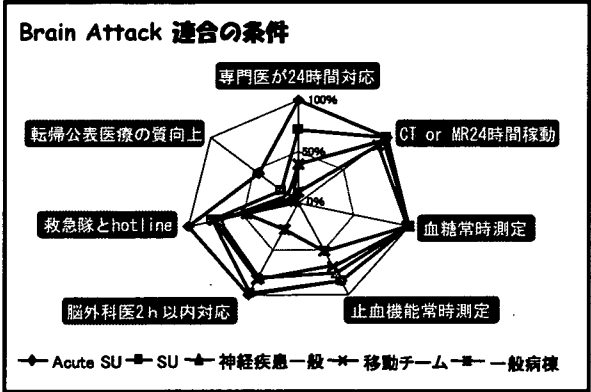 Brain Attack 連合の条件
専門医が24時間対応
100%
転帰公表医療の質向上
CT or MR24時間稼動
50%
0%
救急隊とhotline
血糖常時測定
脳外科医2h以内対応
止血機能常時測定
Acute SU SU 神経疾患一般 移動チーム 一般病棟